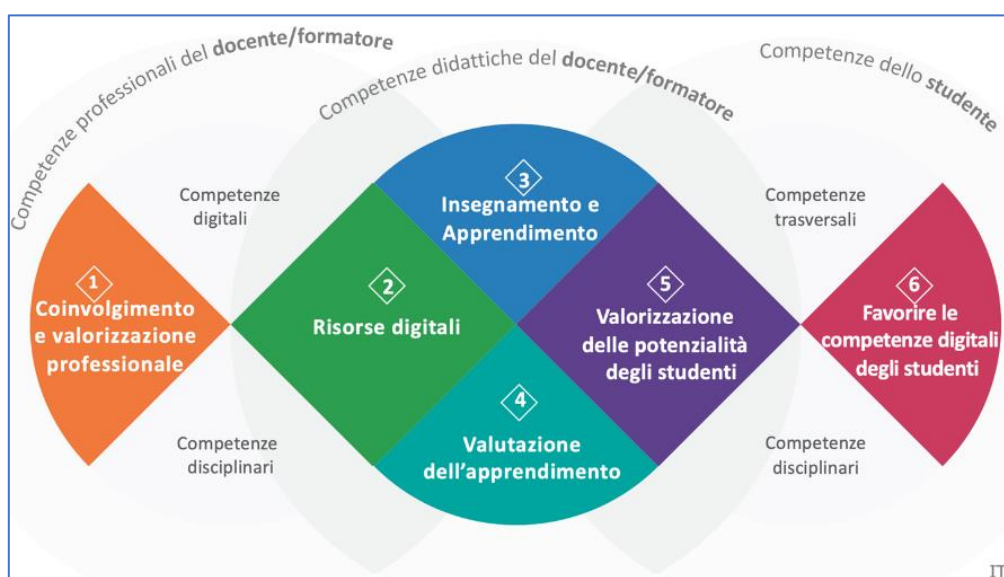 Competenze professionali del docente/formatore
Competenze didattiche del docente/formatore
Competenze dello studente
Competenze
digitali
Competenze
disciplinari
1
Coinvolgimento
e valorizzazione
professionale
2
Risorse digitali
3
Insegnamento e
Apprendimento
4
Valutazione
dell'apprendimento
5
Valorizzazione
delle potenzialità
degli studenti
Competenze
trasversali
Competenze
disciplinari
6
Favorire le
competenze digitali
degli studenti